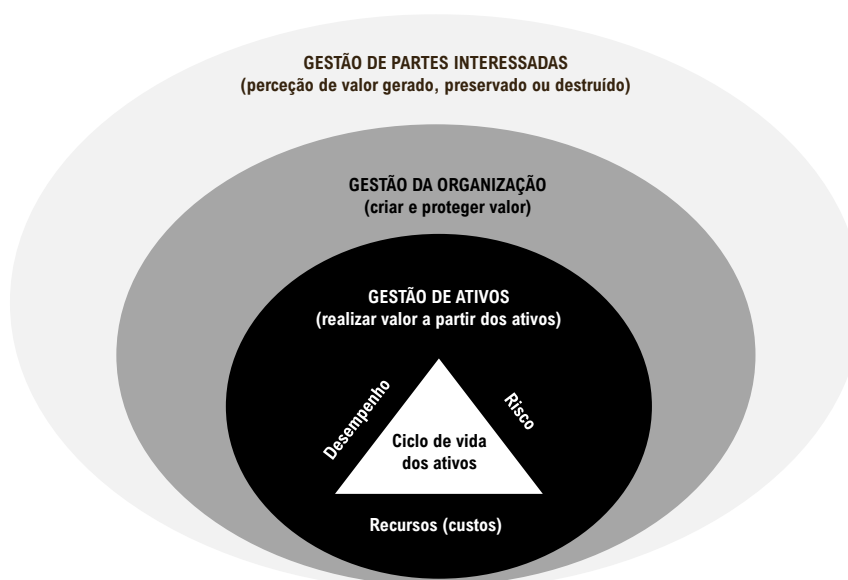 GESTÃO DE PARTES INTERESSADAS
(perceção de valor gerado, preservado ou destruído)
GESTÃO DA ORGANIZAÇÃO
(criar e proteger valor)
GESTÃO DE ATIVOS
(realizar valor a partir dos ativos)
Desempenho
Risco
Ciclo de vida
dos ativos
Recursos (custos)